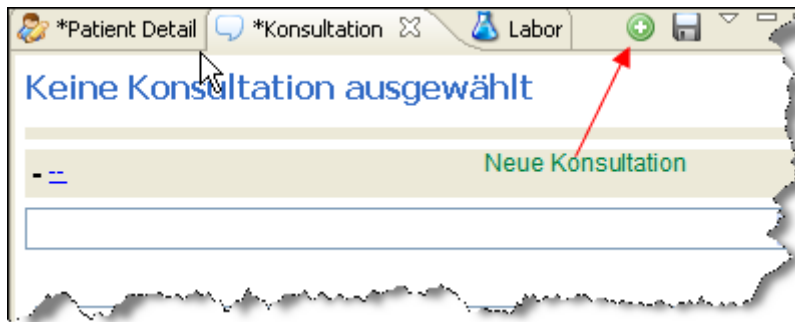 *Patient Detail *Konsultation Labor
Keine Konsultation ausgewählt
Neue Konsultation
- --